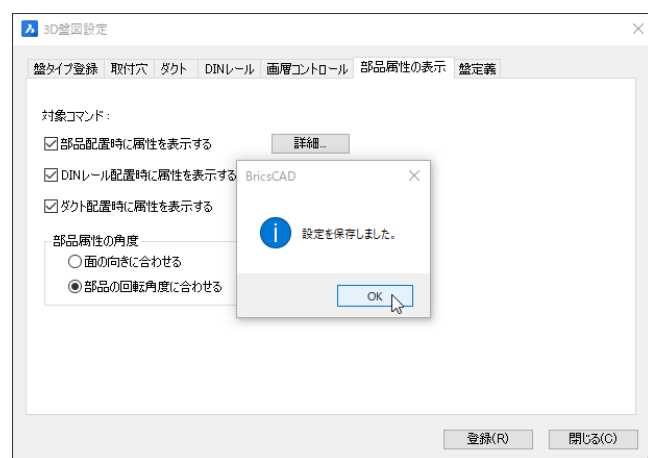 3D盤図設定
盤タイプ登録 取付穴 ダクト DINレール 画層コントロール 部品属性の表示 盤定義
対象コマンド:
部品配置時に属性を表示する 詳細...
DINレール配置時に属性を表示する
ダクト配置時に属性を表示する
部品属性の角度
面の向きに合わせる
部品の回転角度に合わせる
BricsCAD
設定を保存しました。
OK
登録(R) 閉じる(C)